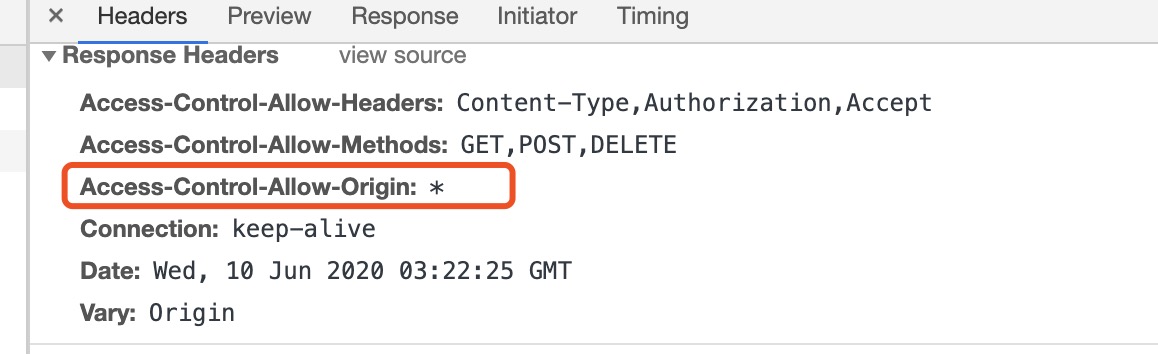 × Headers Preview Response Initiator Timing
▼ Response Headers view source
Access-Control-Allow-Headers: Content-Type,Authorization,Accept
Access-Control-Allow-Methods: GET,POST,DELETE
Access-Control-Allow-Origin: *
Connection: keep-alive
Date: Wed, 10 Jun 2020 03:22:25 GMT
Vary: Origin